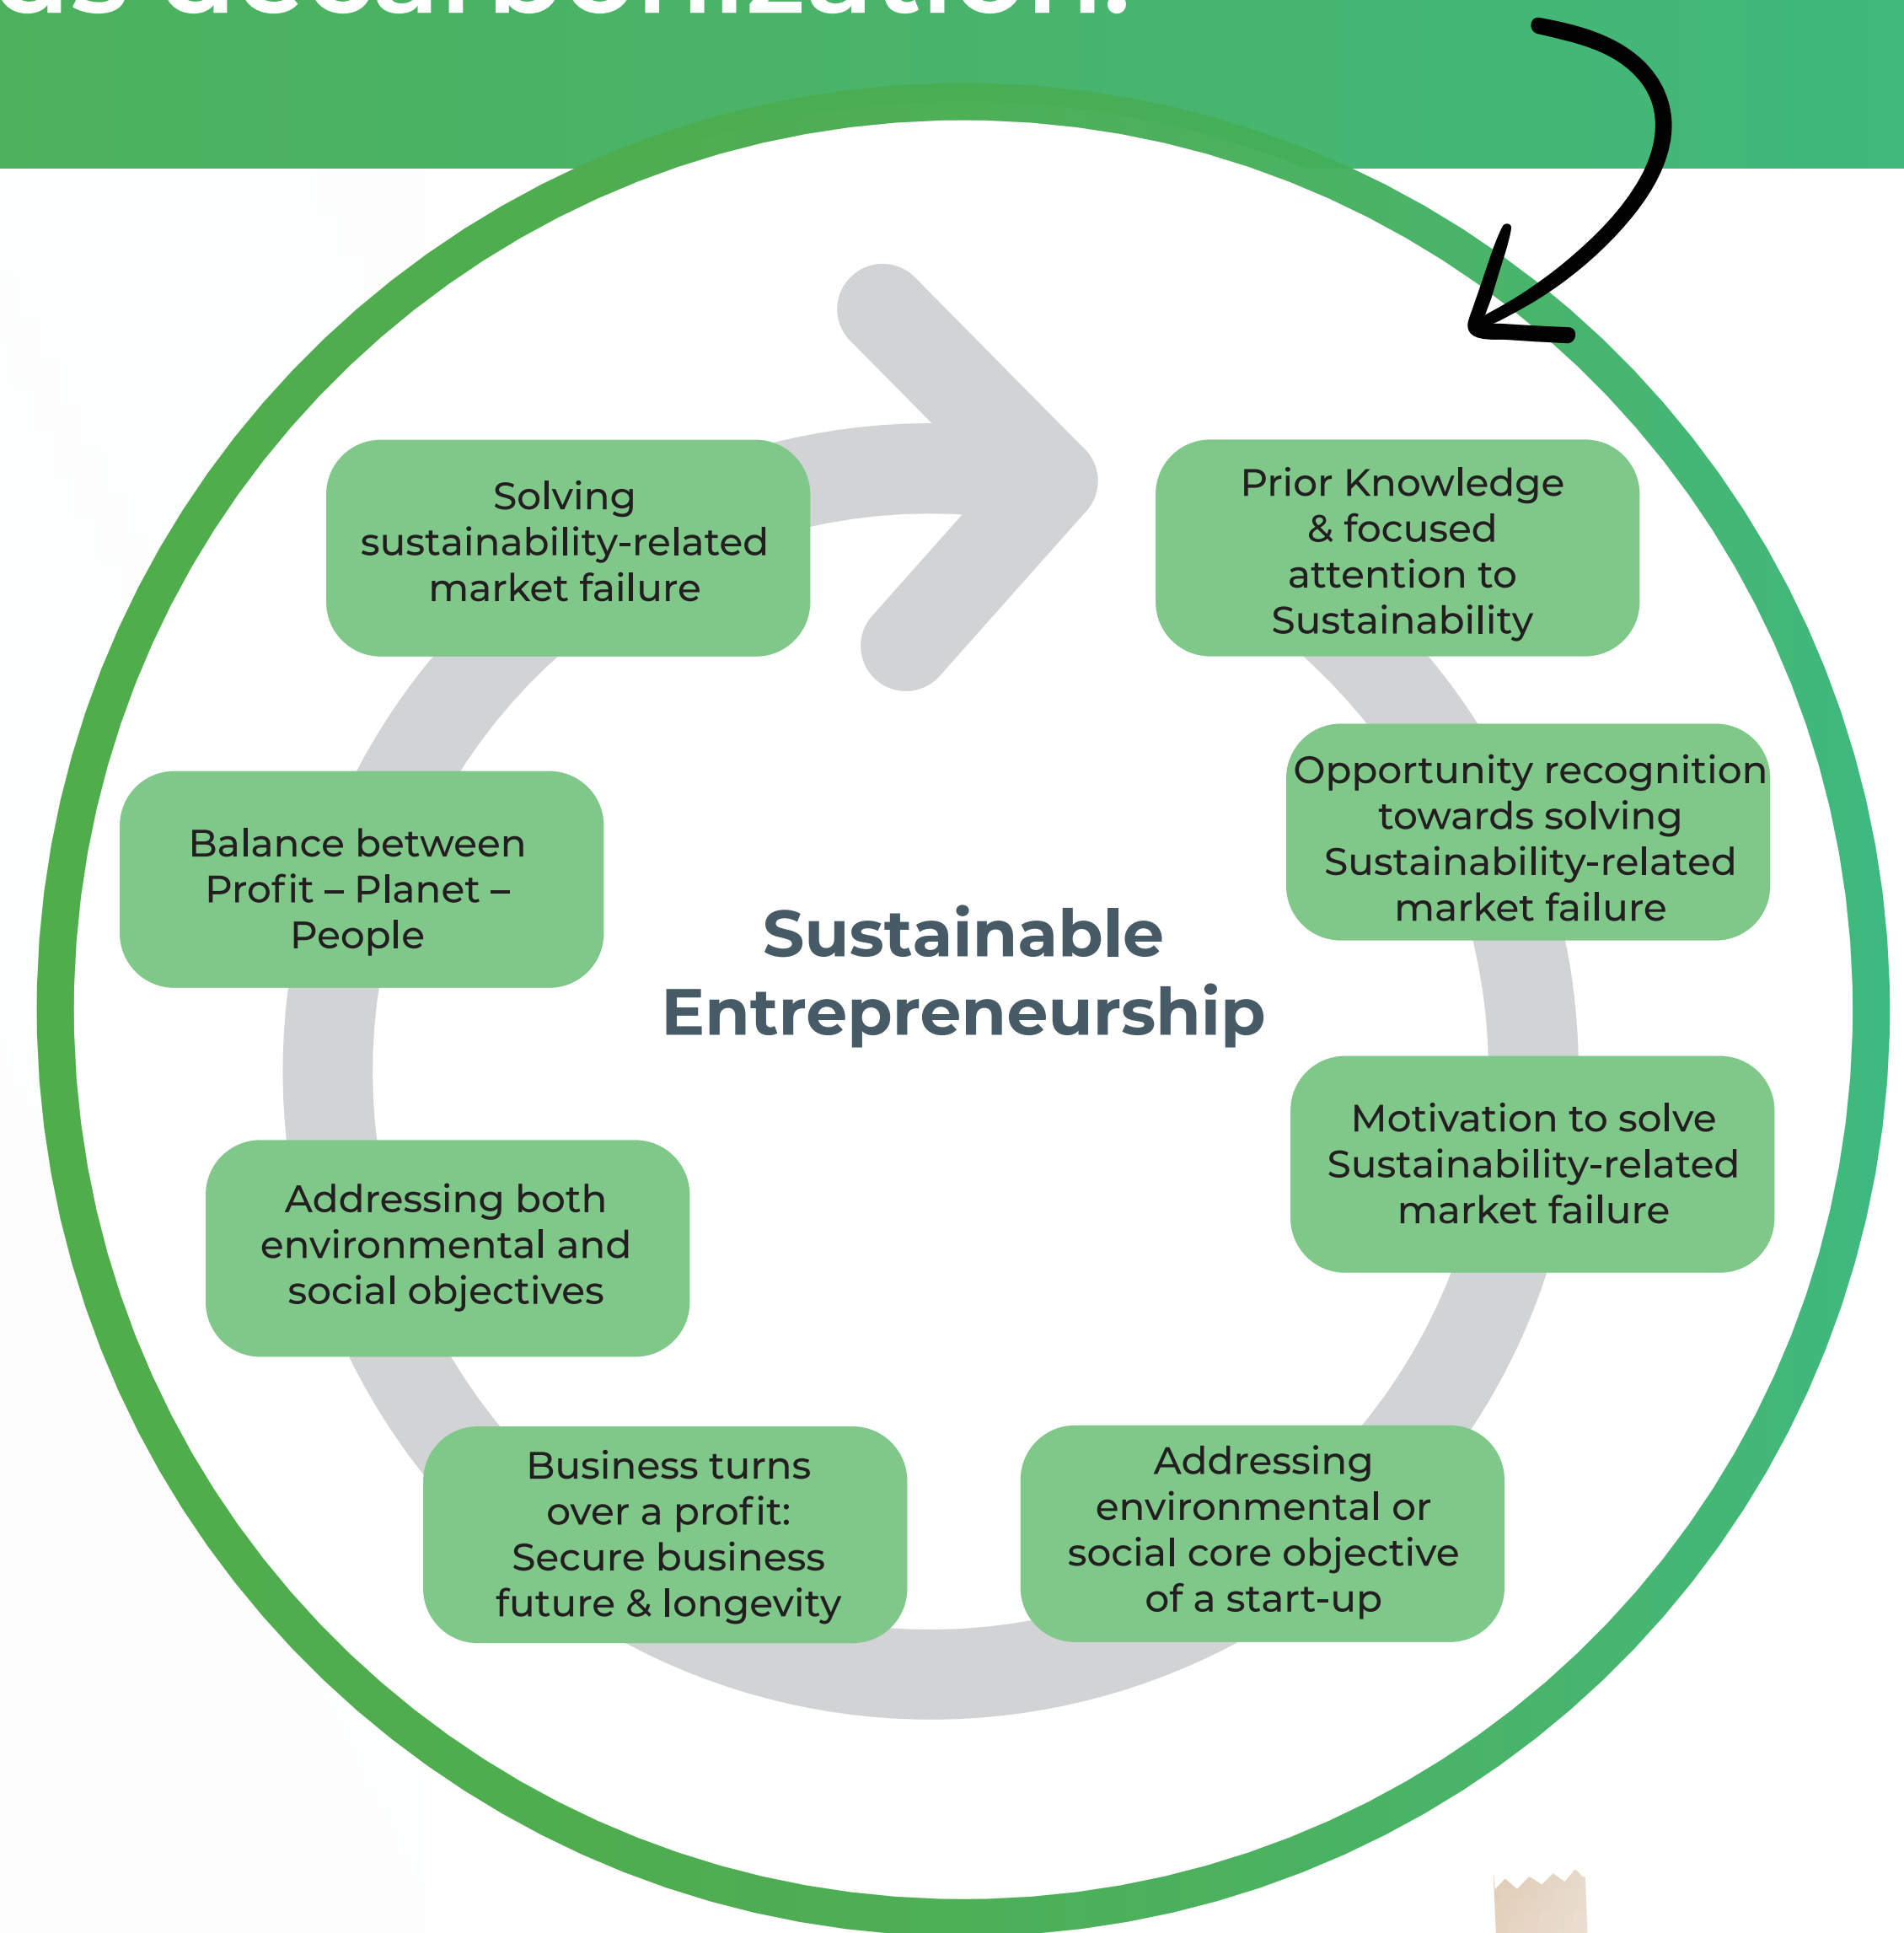 as decarbonization.
Solving
sustainability-related
market failure
Prior Knowledge
& focused
attention to
Sustainability
Opportunity recognition
towards solving
Sustainability-related
market failure
Balance between
Profit – Planet –
People
Sustainable
Entrepreneurship
Motivation to solve
Sustainability-related
market failure
Addressing both
environmental and
social objectives
Business turns
over a profit:
Secure business
future & longevity
Addressing
environmental or
social core objective
of a start-up